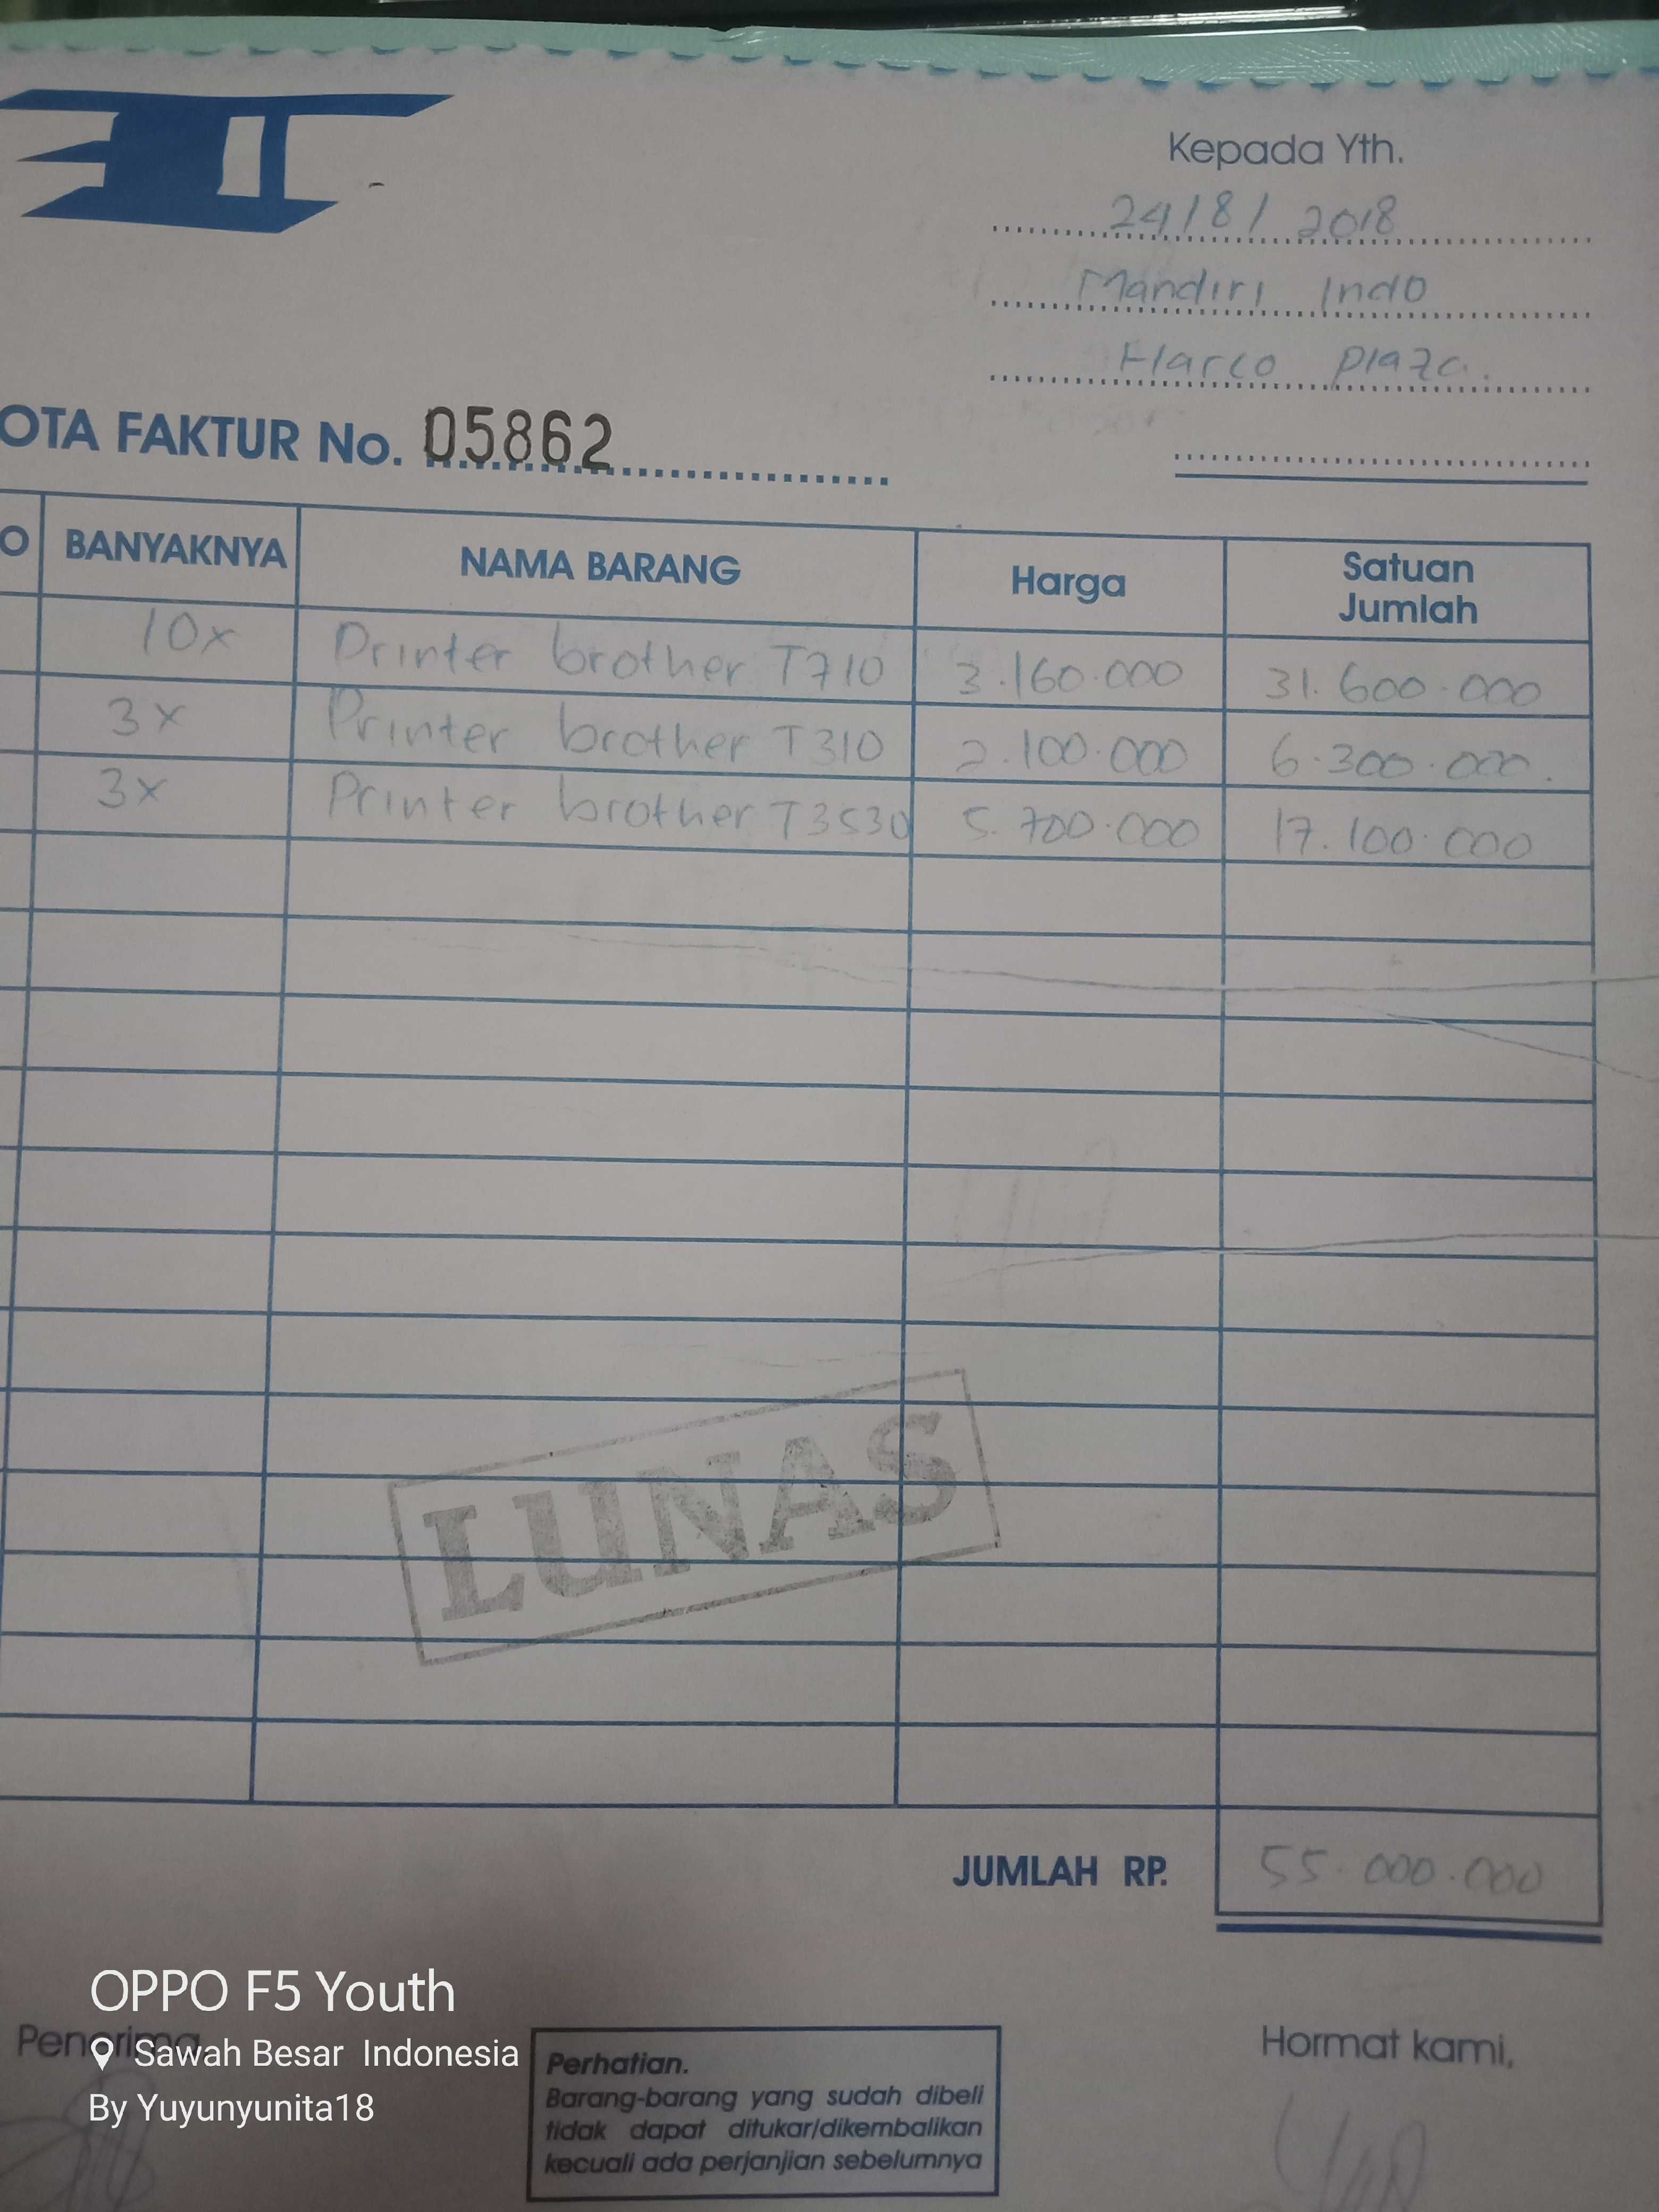 Kepada Yth.
24/8/2018
Mandiri Indo
Harco Plaza.
OTA FAKTUR No. 05862
O BANYAKNYA NAMA BARANG Harga Satuan Jumlah
10x Printer brother T710 3.160.000 31.600.000
3x Printer brother T310 2.100.000 6.300.000.
3x Printer brother T3530 5.700.000 17.100.000
LUNAS
JUMLAH RP. 55.000.000
OPPO F5 Youth
Penerima,
Sawah Besar Indonesia
By Yuyunyunita18
Perhatian.
Barang-barang yang sudah dibeli
tidak dapat ditukar/dikembalikan
kecuali ada perjanjian sebelumnya
Hormat kami,